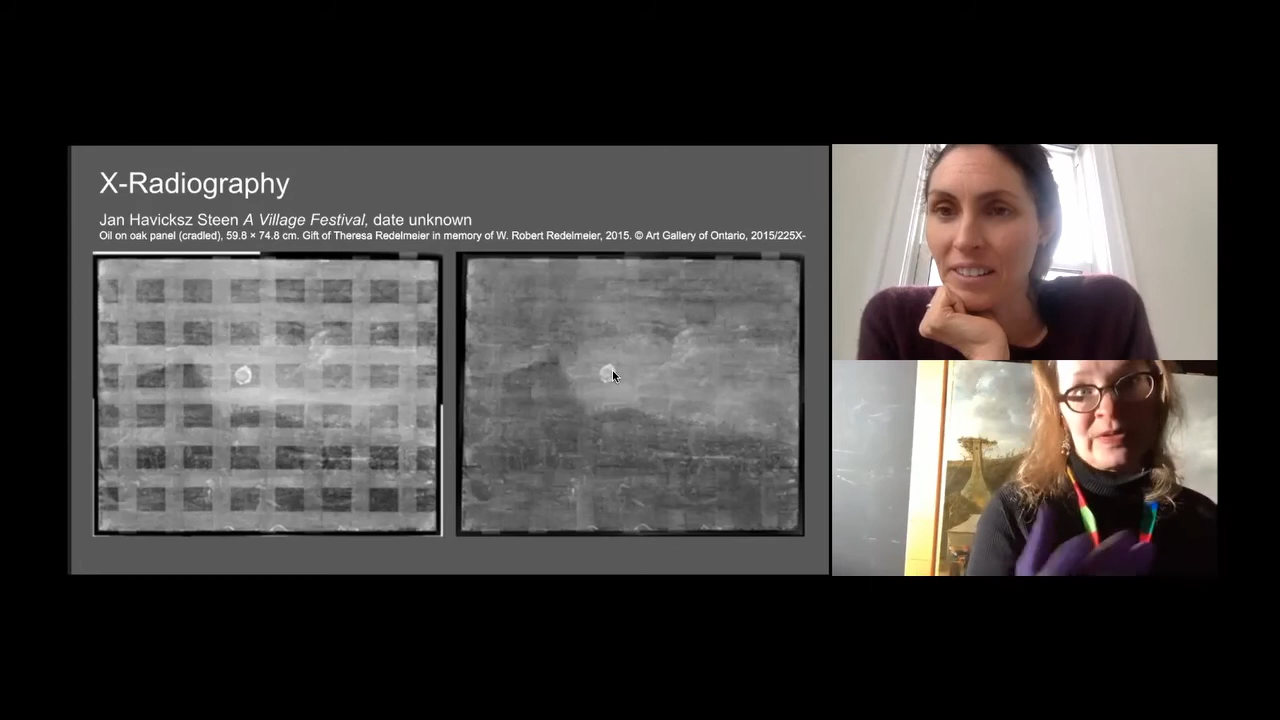 X-Radiography
Jan Havicksz Steen A Village Festival, date unknown
Oil on oak panel (cradled), 59.8 × 74.8 cm. Gift of Theresa Redelmeier in memory of W. Robert Redelmeier, 2015. © Art Gallery of Ontario, 2015/225X-